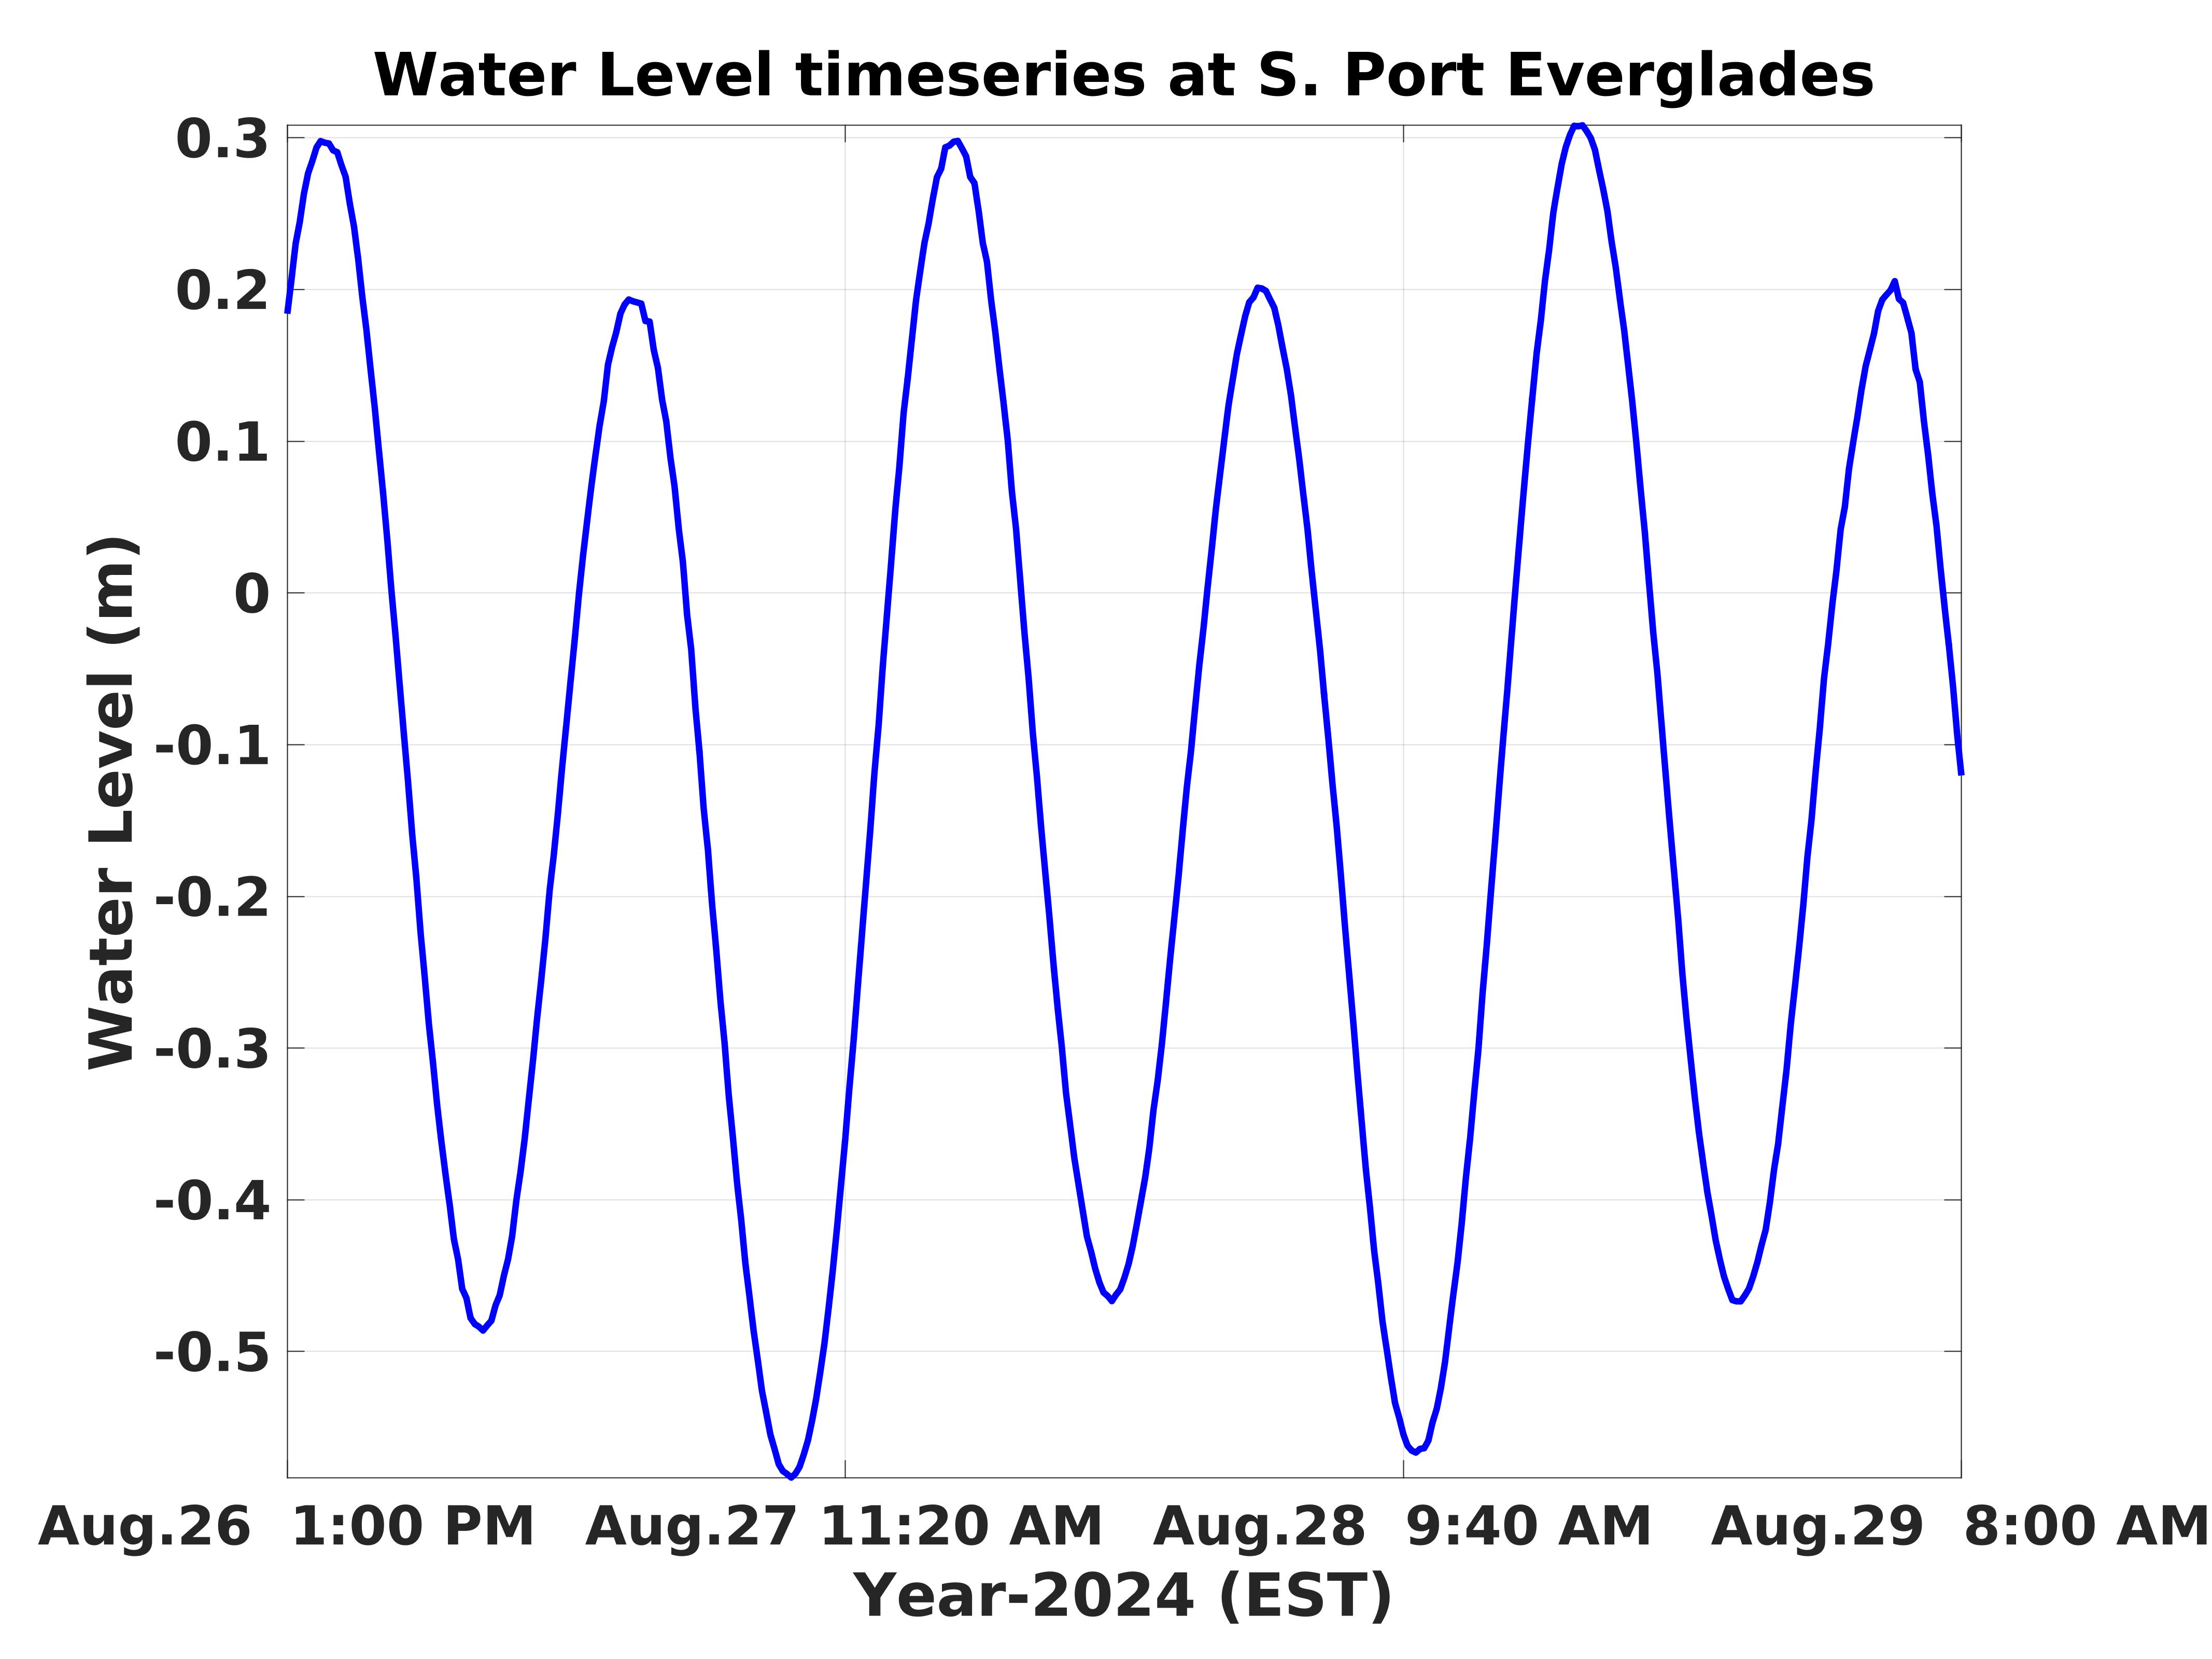 Water Level timeseries at S. Port Everglades
0.3
0.2
0.1
0
-0.1
-0.2
-0.3
-0.4
-0.5
Water Level (m)
Aug.26 1:00 PM Aug.27 11:20 AM Aug.28 9:40 AM Aug.29 8:00 AM
Year-2024 (EST)